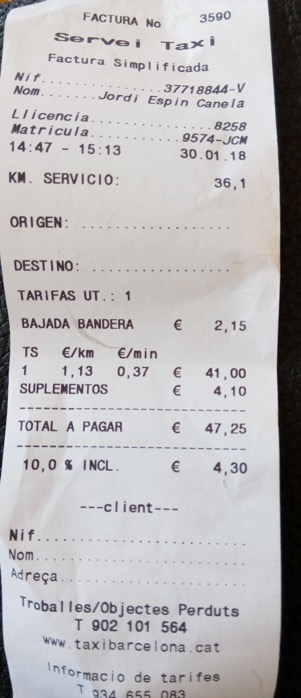 FACTURA No 3590
Servei Taxi
Factura Simplificada
Nif................37718844-V
Nom.......Jordi Espin Canela
Llicencia................8258
Matricula............9574-JCM
14:47 - 15:13 30.01.18
KM. SERVICIO: 36,1
ORIGEN: ..................
DESTINO: .................
TARIFAS UT.: 1
BAJADA BANDERA € 2,15
TS €/km €/min
1 1,13 0,37 € 41,00
SUPLEMENTOS € 4,10
----------------------------
TOTAL A PAGAR € 47,25
----------------------------
10,0 % INCL. € 4,30
---client---
Nif..........................
Nom..........................
Adreça.......................
Troballes/Objectes Perduts
T 902 101 564
www.taxibarcelona.cat
Informacio de tarifes
T 934 655 083